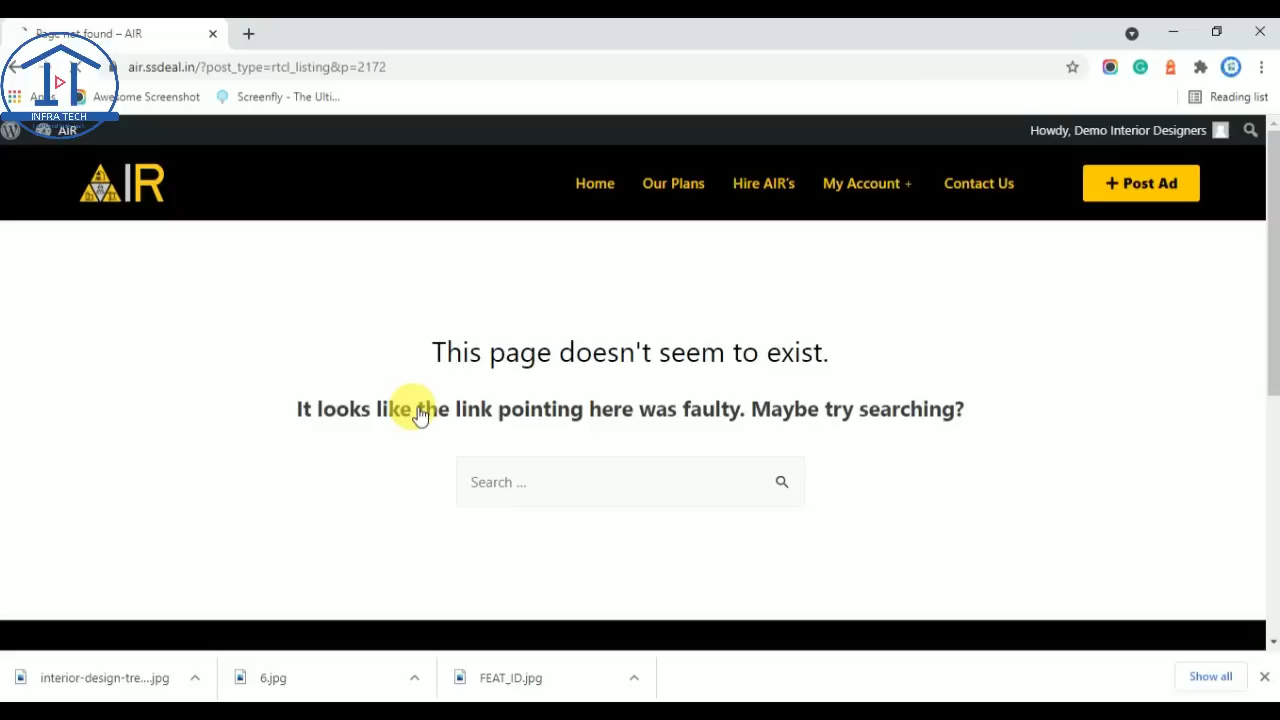 Page not found – AIR
air.ssdeal.in/?post_type=rtcl_listing&p=2172
Apps
Awesome Screenshot
Screenfly - The Ulti...
Reading list
INFRA TECH
AIR
Howdy, Demo Interior Designers
AIR
Home
Our Plans
Hire AIR's
My Account +
Contact Us
+ Post Ad
This page doesn't seem to exist.
It looks like the link pointing here was faulty. Maybe try searching?
Search ...
interior-design-tre....jpg
6.jpg
FEAT_ID.jpg
Show all